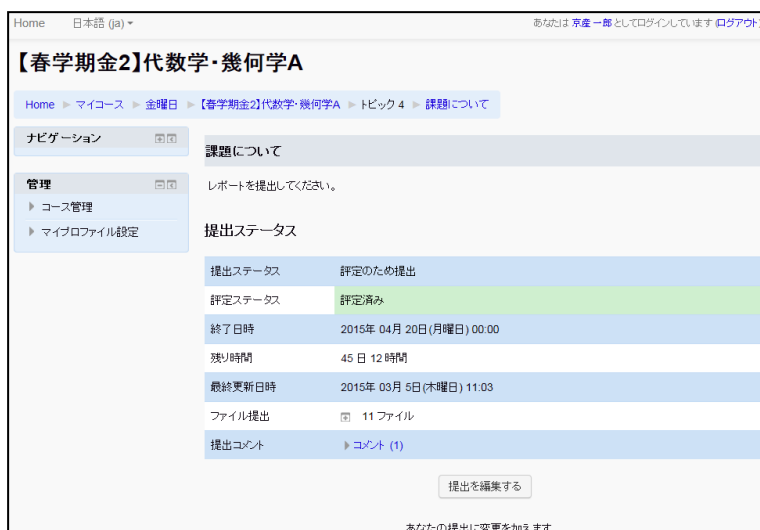 Home 日本語 (ja) あなたは 京産 一郎 としてログインしています (ログアウト)
【春学期金2】代数学・幾何学A
Home マイコース 金曜日 【春学期金2】代数学・幾何学A トピック 4 課題について
ナビゲーション
課題について
管理
レポートを提出してください。
コース管理
マイプロファイル設定
提出ステータス
提出ステータス 評定のため提出
評定ステータス 評定済み
終了日時 2015年 04月 20日(月曜日) 00:00
残り時間 45 日 12 時間
最終更新日時 2015年 03月 5日(木曜日) 11:03
ファイル提出 11 ファイル
提出コメント コメント (1)
提出を編集する
あなたの提出に変更を加えます